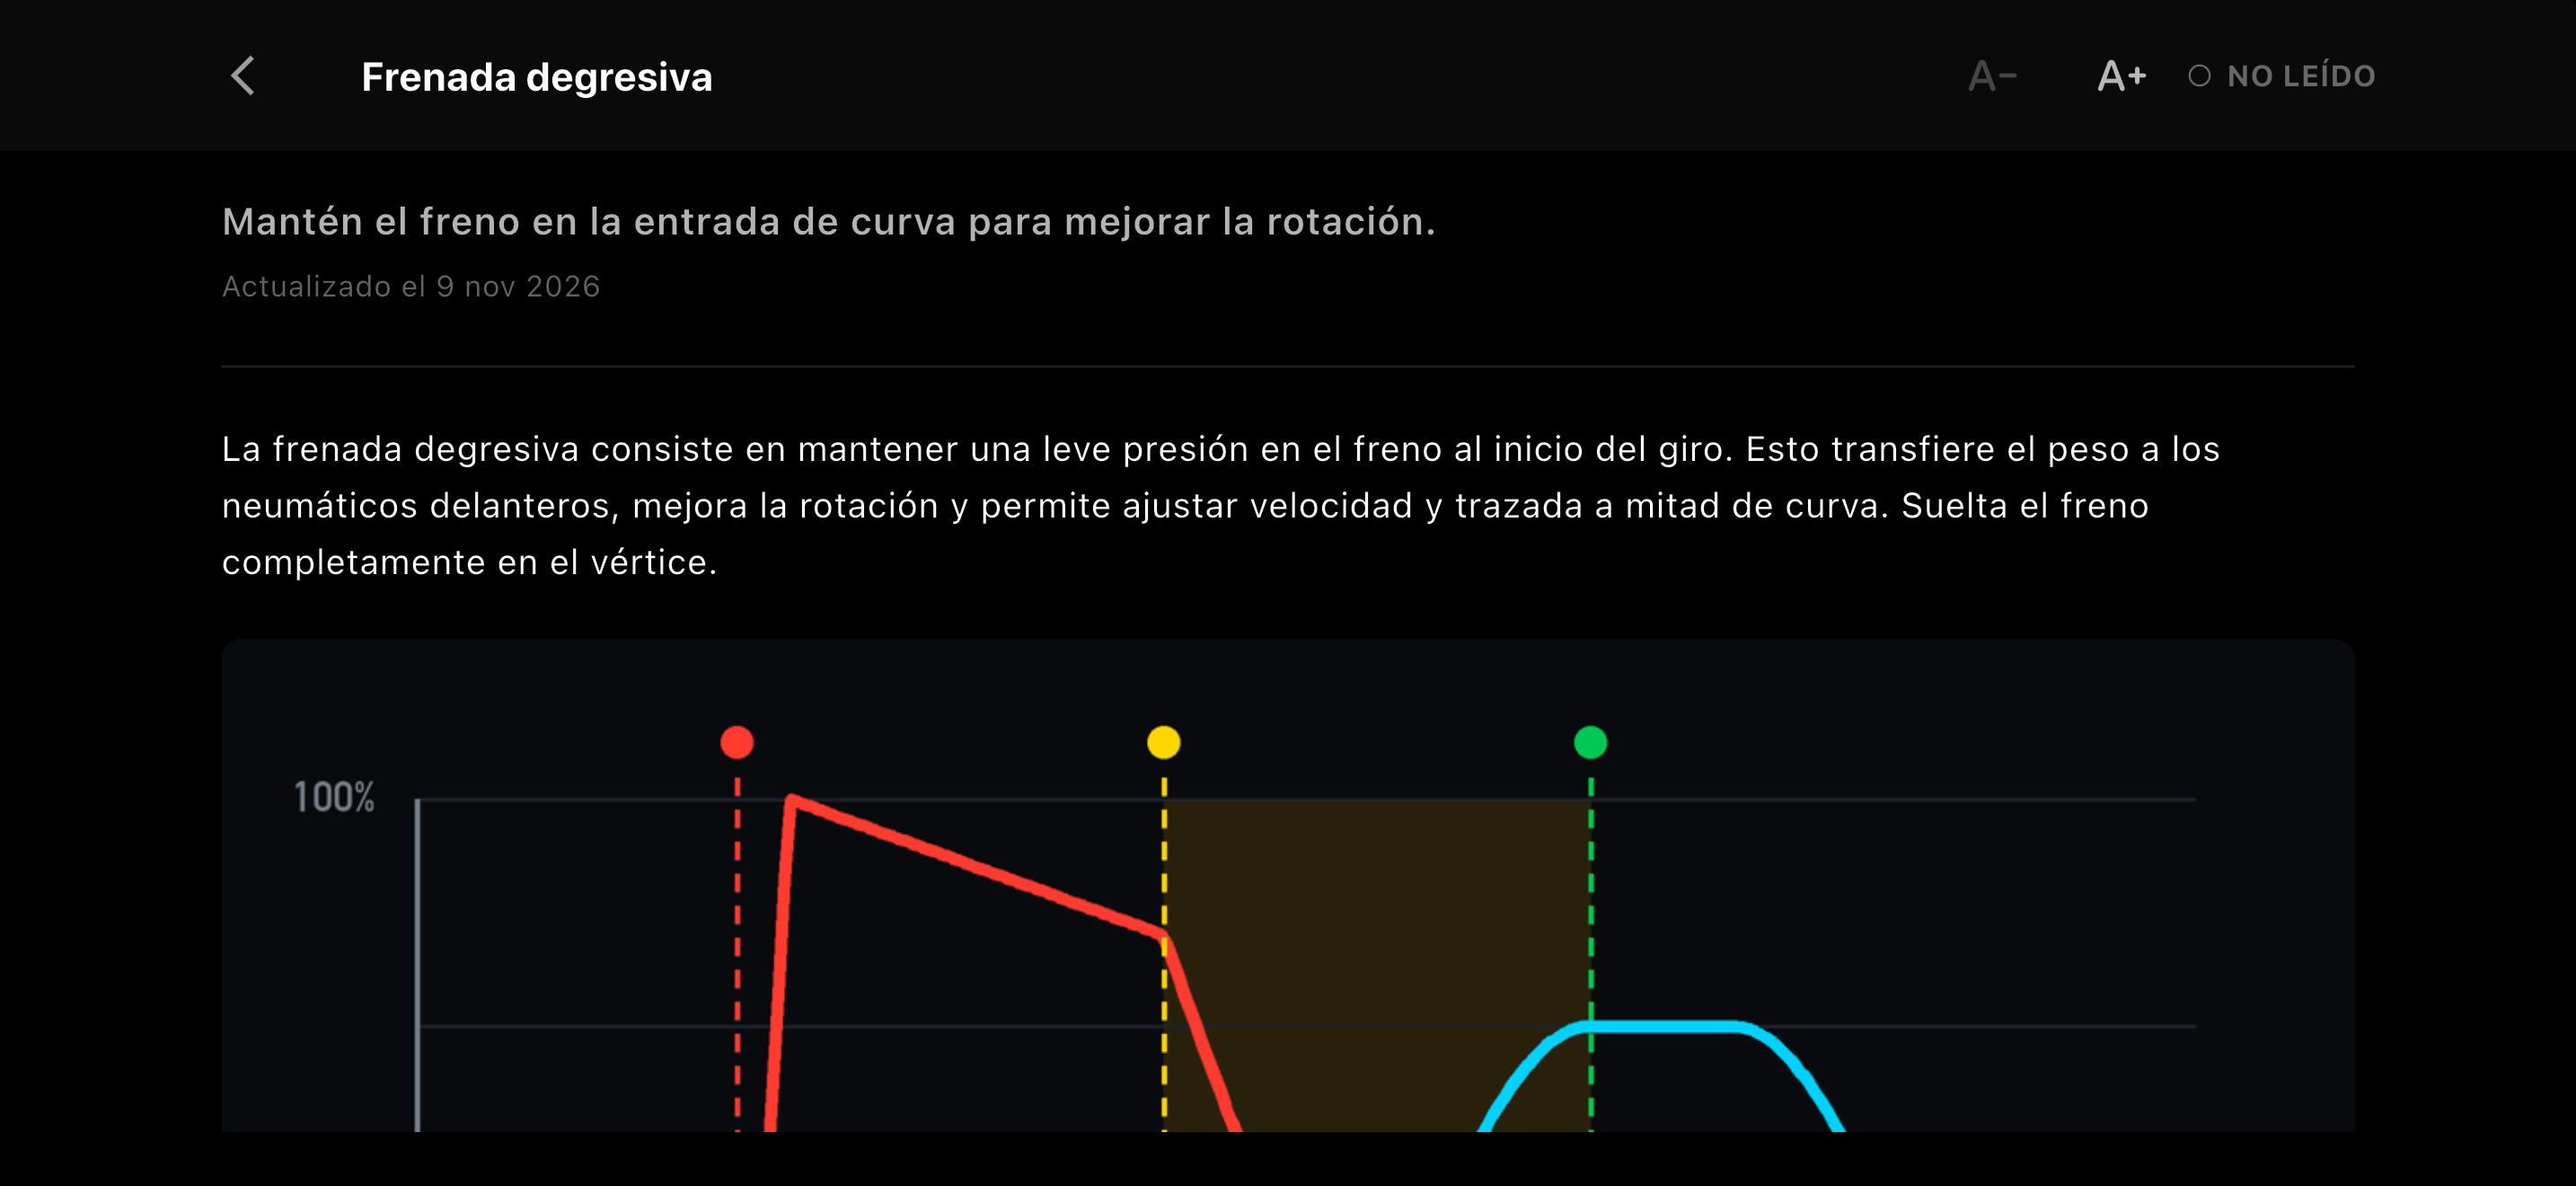 Frenada degresiva
A−
A+
NO LEÍDO
Mantén el freno en la entrada de curva para mejorar la rotación.
Actualizado el 9 nov 2026
La frenada degresiva consiste en mantener una leve presión en el freno al inicio del giro. Esto transfiere el peso a los
neumáticos delanteros, mejora la rotación y permite ajustar velocidad y trazada a mitad de curva. Suelta el freno
completamente en el vértice.
100%